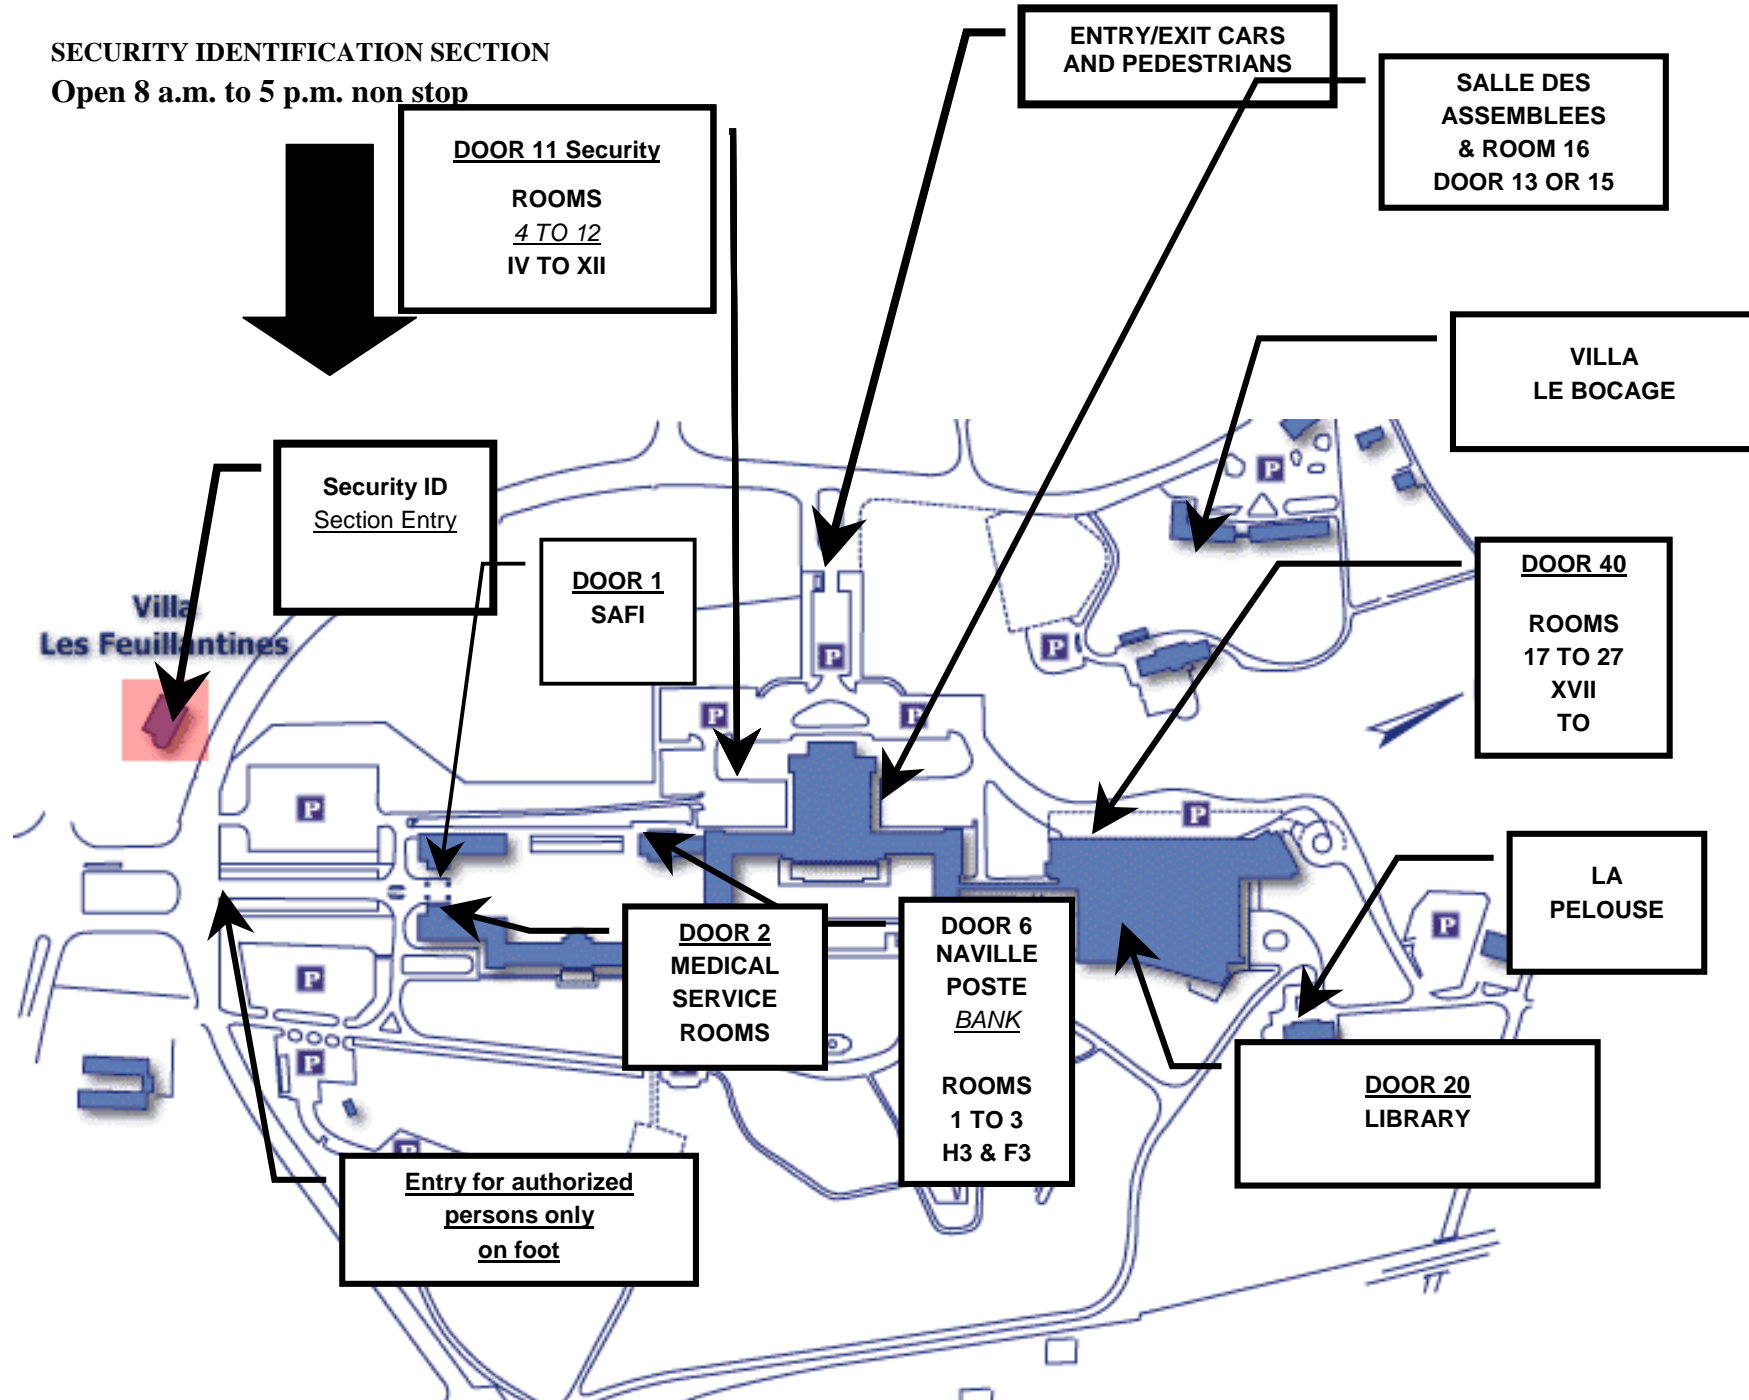 SECURITY IDENTIFICATION SECTION
Open 8 a.m. to 5 p.m. non stop
ENTRY/EXIT CARS
AND PEDESTRIANS
SALLE DES
ASSEMBLEES
& ROOM 16
DOOR 13 OR 15
DOOR 11 Security
ROOMS
4 TO 12
IV TO XII
VILLA
LE BOCAGE
Security ID
Section Entry
DOOR 1
SAFI
DOOR 40
ROOMS
17 TO 27
XVII
TO
Villa
Les Feuillantines
P
P
P
P
P
P
P
P
P
P
P
LA
PELOUSE
DOOR 2
MEDICAL
SERVICE
ROOMS
DOOR 6
NAVILLE
POSTE
BANK
ROOMS
1 TO 3
H3 & F3
DOOR 20
LIBRARY
Entry for authorized
persons only
on foot